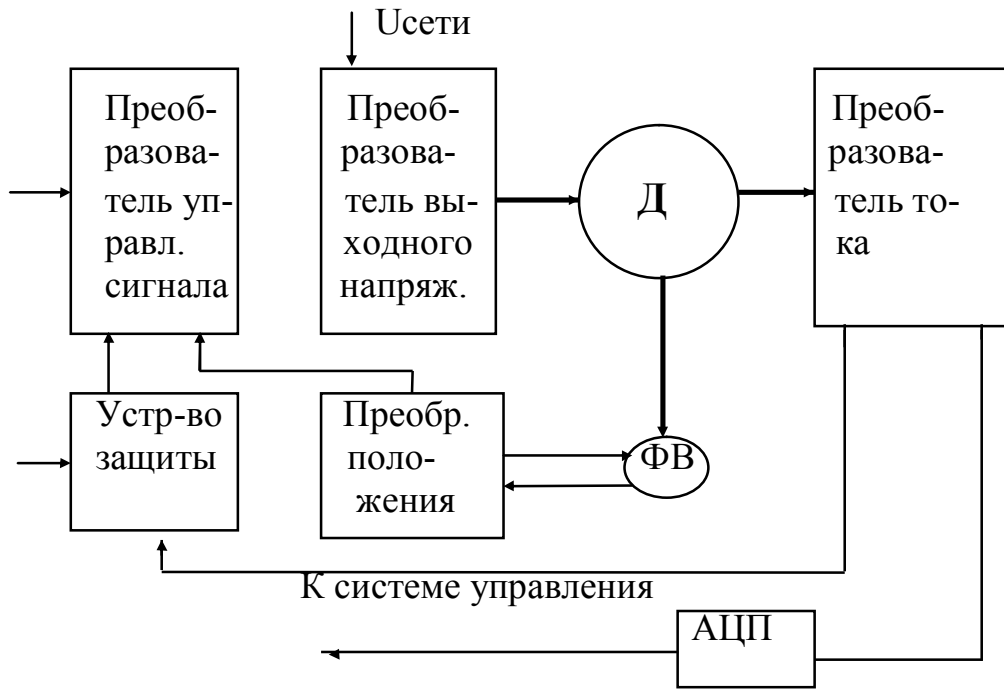 Uсети
Преоб-
разова-
тель уп-
равл.
сигнала
Преоб-
разова-
тель вы-
ходного
напряж.
Д
Преоб-
разова-
тель то-
ка
Устр-во
защиты
Преобр.
поло-
жения
ФВ
К системе управления
АЦП